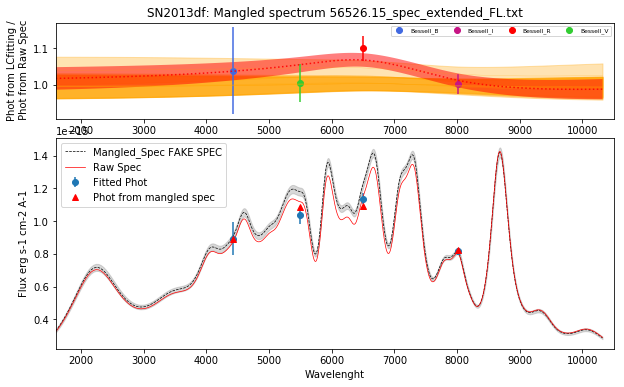 SN2013df: Mangled spectrum 56526.15_spec_extended_FL.txt
Phot from LCfitting /
Phot from Raw Spec
1.1
1.0
Bessell_B
Bessell_I
Bessell_R
Bessell_V
2000 3000 4000 5000 6000 7000 8000 9000 10000
Flux erg s-1 cm-2 A-1
1.4
1.2
1.0
0.8
0.6
0.4
Mangled_Spec FAKE SPEC
Raw Spec
Fitted Phot
Phot from mangled spec
2000 3000 4000 5000 6000 7000 8000 9000 10000
Wavelenght